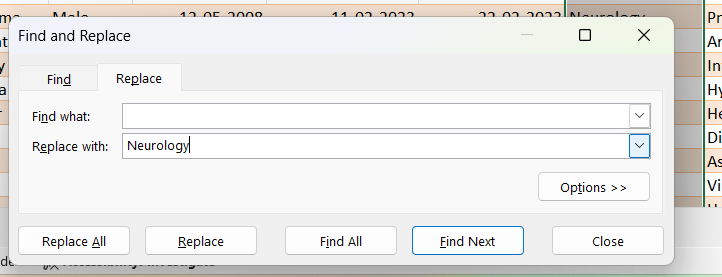 Male 12-05-2008 11-02-2023 22-02-2023 Neurology Pr
Find and Replace
Ar
In
Hy
He
Di
As
Vi
Find
Replace
Find what:
Replace with: Neurology
Options >>
Replace All
Replace
Find All
Find Next
Close